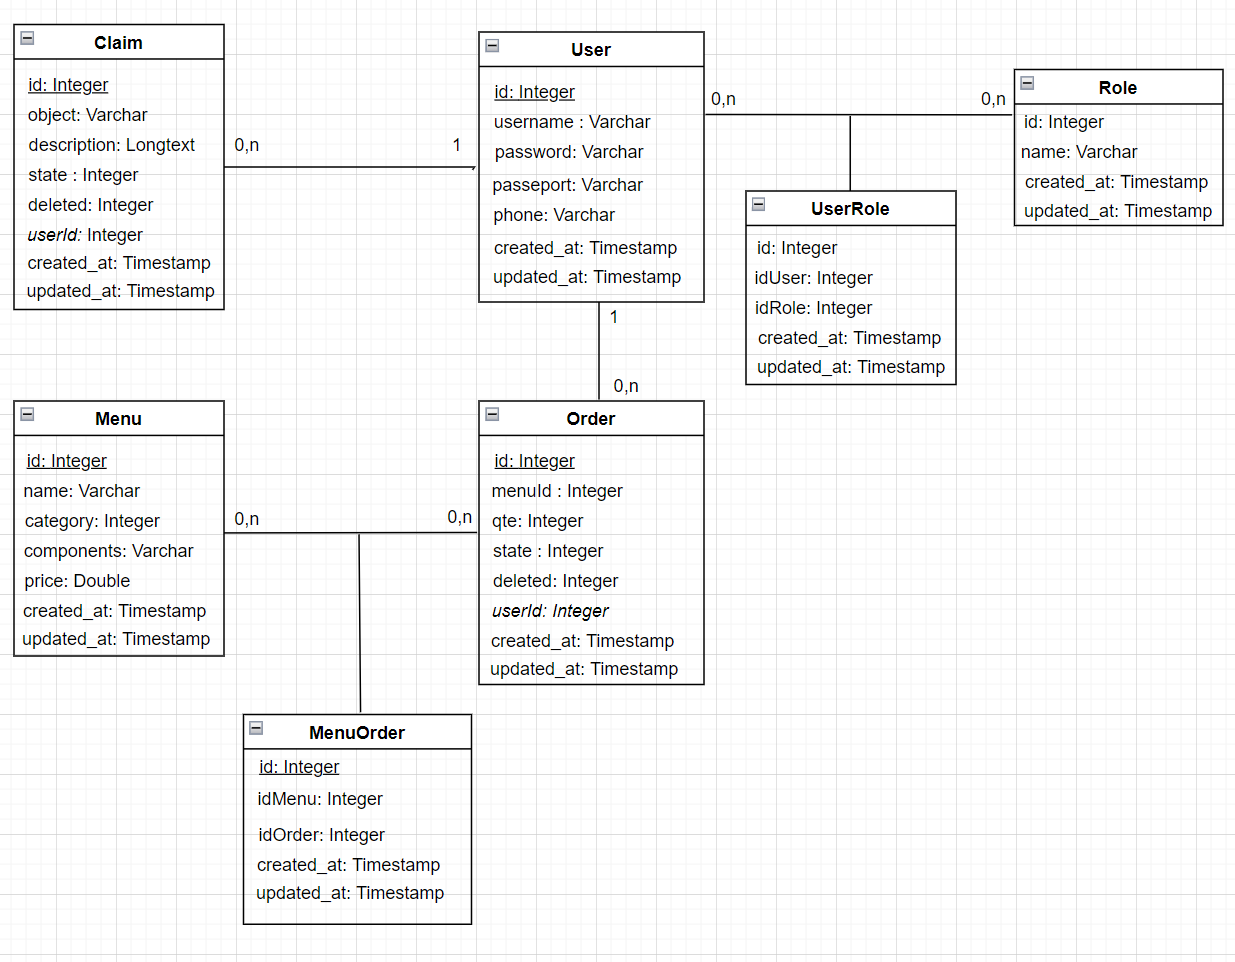 Claim
id: Integer
object: Varchar
description: Longtext
state : Integer
deleted: Integer
userId: Integer
created_at: Timestamp
updated_at: Timestamp
0,n
1
User
id: Integer
username : Varchar
password: Varchar
passeport: Varchar
phone: Varchar
created_at: Timestamp
updated_at: Timestamp
0,n
0,n
Role
id: Integer
name: Varchar
created_at: Timestamp
updated_at: Timestamp
UserRole
id: Integer
idUser: Integer
idRole: Integer
created_at: Timestamp
updated_at: Timestamp
1
0,n
Menu
id: Integer
name: Varchar
category: Integer
components: Varchar
price: Double
created_at: Timestamp
updated_at: Timestamp
0,n
0,n
Order
id: Integer
menuId : Integer
qte: Integer
state : Integer
deleted: Integer
userId: Integer
created_at: Timestamp
updated_at: Timestamp
MenuOrder
id: Integer
idMenu: Integer
idOrder: Integer
created_at: Timestamp
updated_at: Timestamp